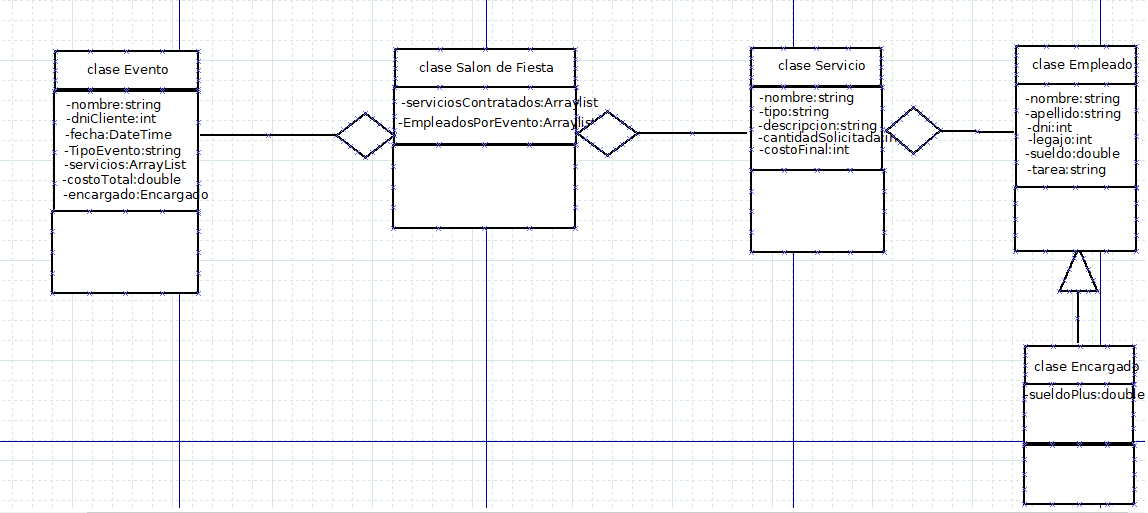 clase Evento
-nombre:string
-dniCliente:int
-fecha:DateTime
-TipoEvento:string
-servicios:ArrayList
-costoTotal:double
-encargado:Encargado
clase Salon de Fiesta
-serviciosContratados:Arraylist
-EmpleadosPorEvento:Arraylist
clase Servicio
-nombre:string
-tipo:string
-descripcion:string
-cantidadSolicitada:int
-costoFinal:int
clase Empleado
-nombre:string
-apellido:string
-dni:int
-legajo:int
-sueldo:double
-tarea:string
clase Encargado
-sueldoPlus:double